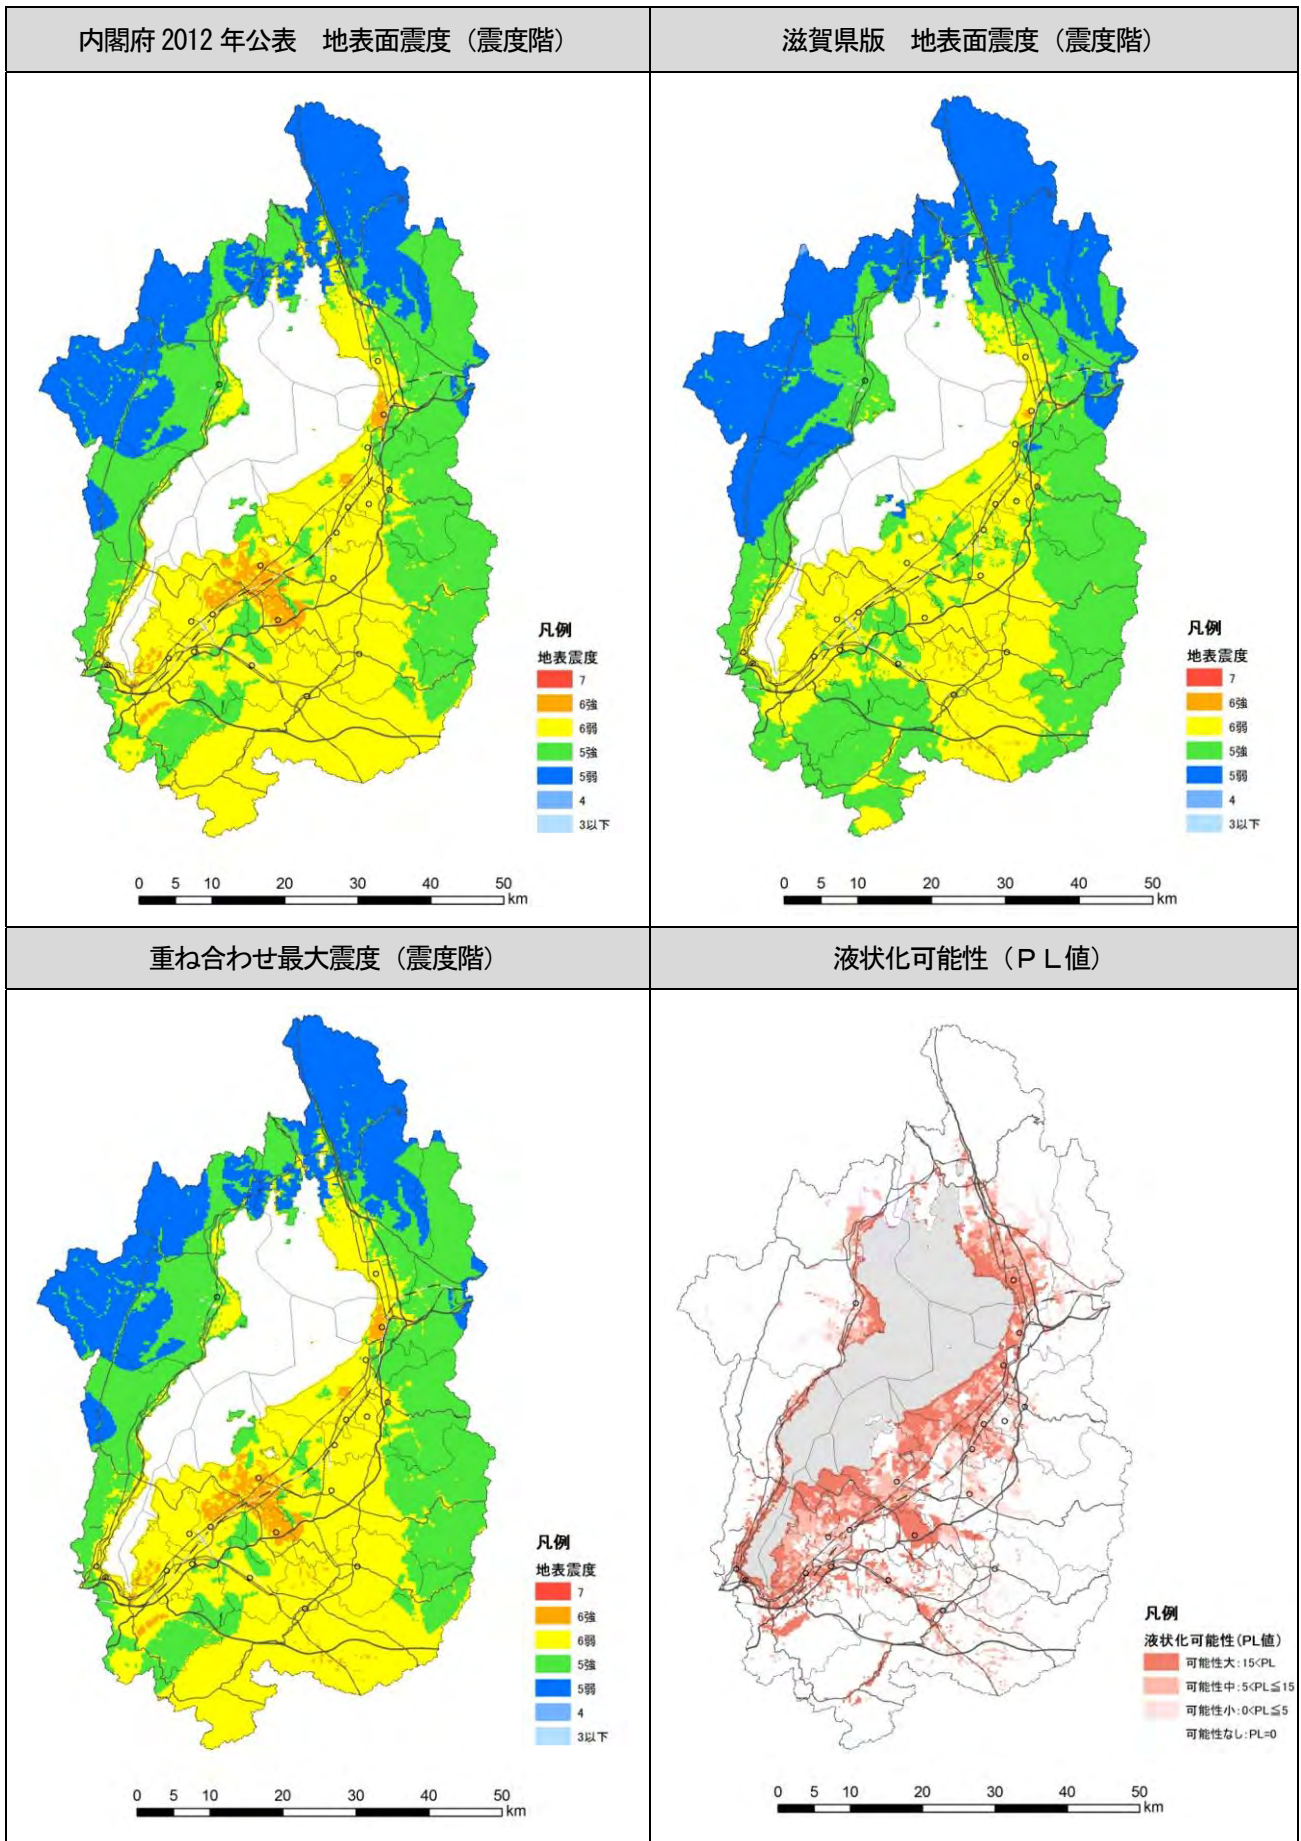 内閣府 2012 年公表　地表面震度（震度階）
滋賀県版　地表面震度（震度階）
凡例
地表震度
7
6強
6弱
5強
5弱
4
3以下
0 5 10 20 30 40 50
km
凡例
地表震度
7
6強
6弱
5強
5弱
4
3以下
0 5 10 20 30 40 50
km
重ね合わせ最大震度（震度階）
液状化可能性（ＰＬ値）
凡例
地表震度
7
6強
6弱
5強
5弱
4
3以下
0 5 10 20 30 40 50
km
凡例
液状化可能性(PL値)
可能性大:15<PL
可能性中:5<PL≦15
可能性小:0<PL≦5
可能性なし:PL=0
0 5 10 20 30 40 50
km